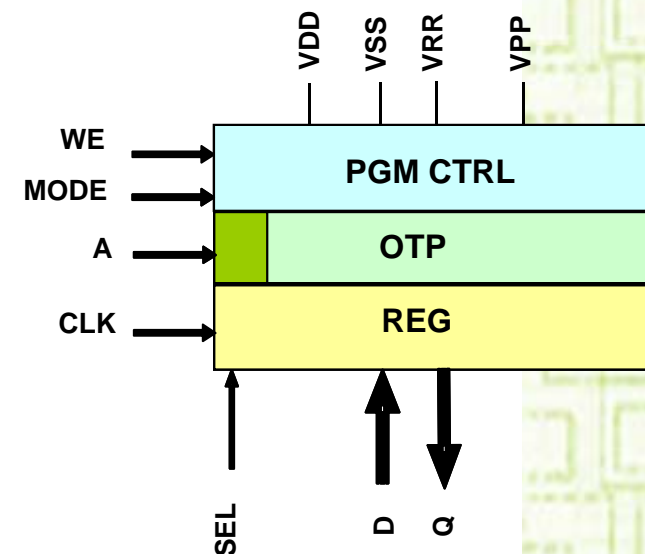 VDD
VSS
VRR
VPP
WE
PGM CTRL
MODE
A
OTP
CLK
REG
SEL
D
Q